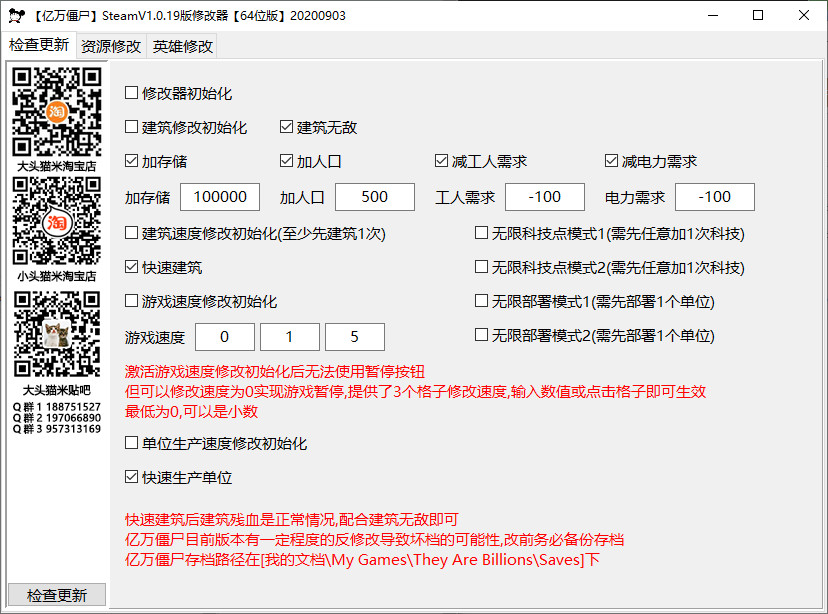 【亿万僵尸】SteamV1.0.19版修改器【64位版】20200903
检查更新 资源修改 英雄修改
淘
大头猫米淘宝店
淘
小头猫米淘宝店
大头猫米贴吧
Q群1 188751527
Q群2 197066890
Q群3 957313169
检查更新
修改器初始化
建筑修改初始化 建筑无敌
加存储 加人口 减工人需求 减电力需求
加存储 100000 加人口 500 工人需求 -100 电力需求 -100
建筑速度修改初始化(至少先建筑1次) 无限科技点模式1(需先任意加1次科技)
快速建筑 无限科技点模式2(需先任意加1次科技)
游戏速度修改初始化 无限部署模式1(需先部署1个单位)
游戏速度 0 1 5 无限部署模式2(需先部署1个单位)
激活游戏速度修改初始化后无法使用暂停按钮
但可以修改速度为0实现游戏暂停,提供了3个格子修改速度,输入数值或点击格子即可生效
最低为0,可以是小数
单位生产速度修改初始化
快速生产单位
快速建筑后建筑残血是正常情况,配合建筑无敌即可
亿万僵尸目前版本有一定程度的反修改导致坏档的可能性,改前务必备份存档
亿万僵尸存档路径在[我的文档\My Games\They Are Billions\Saves]下